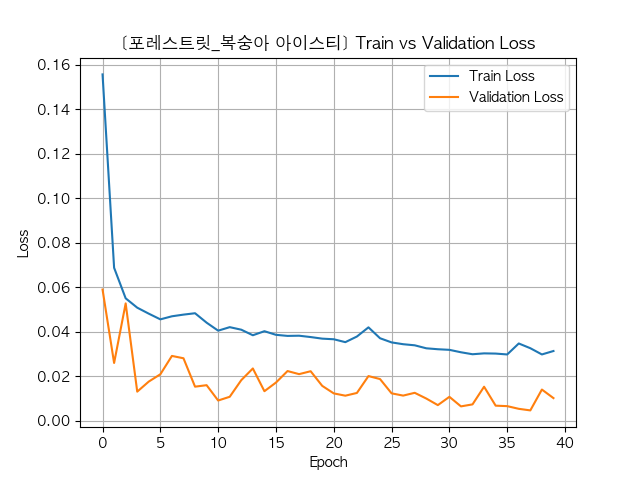 [포레스트릿_복숭아 아이스티] Train vs Validation Loss
Train Loss
Validation Loss
0.16
0.14
0.12
0.10
0.08
0.06
0.04
0.02
0.00
Loss
0 5 10 15 20 25 30 35 40
Epoch